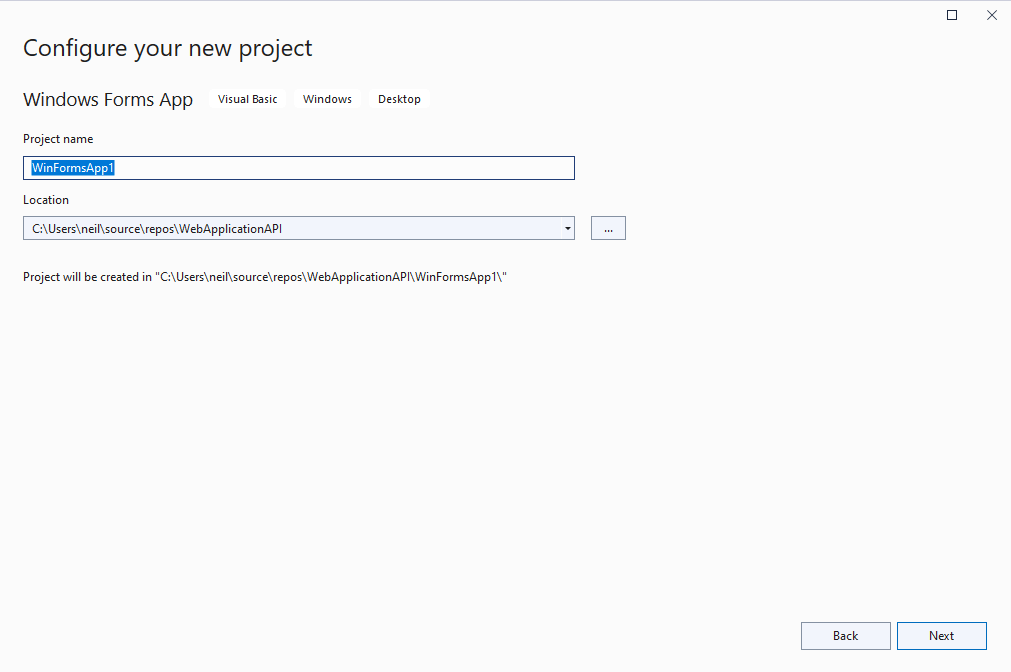 Configure your new project
Windows Forms App Visual Basic Windows Desktop
Project name
WinFormsApp1
Location
C:\Users\neil\source\repos\WebApplicationAPI ...
Project will be created in "C:\Users\neil\source\repos\WebApplicationAPI\WinFormsApp1\"
Back Next